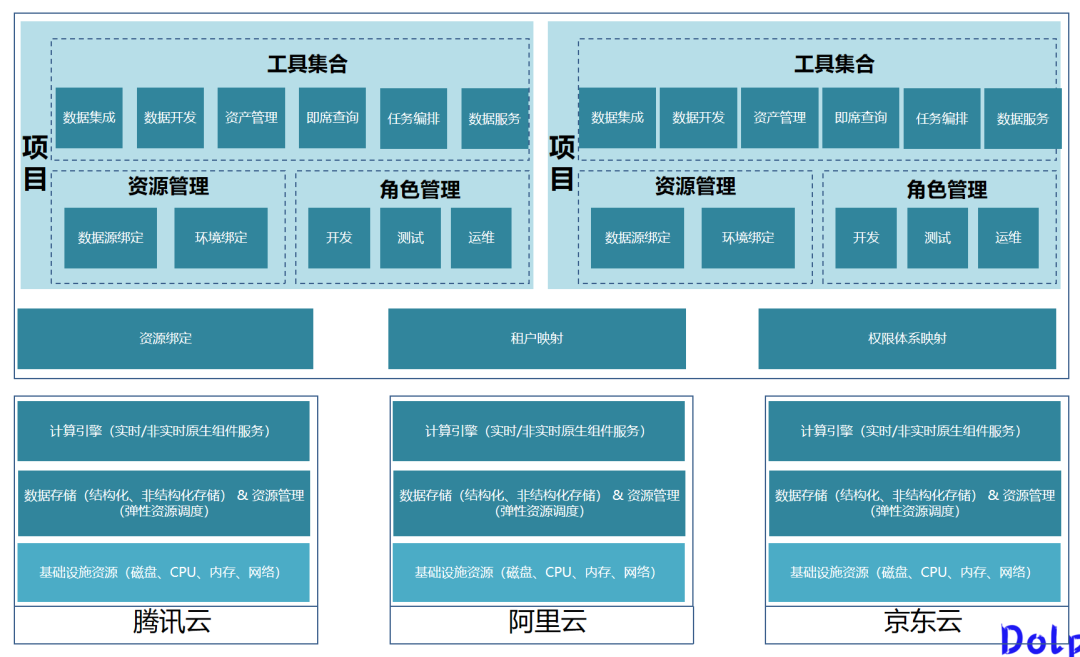 项目
工具集合
数据集成 数据开发 资产管理 即席查询 任务编排 数据服务
资源管理
数据源绑定 环境绑定
角色管理
开发 测试 运维
项目
工具集合
数据集成 数据开发 资产管理 即席查询 任务编排 数据服务
资源管理
数据源绑定 环境绑定
角色管理
开发 测试 运维
资源绑定 租户映射 权限体系映射
计算引擎（实时/非实时原生组件服务）
数据存储（结构化、非结构化存储） & 资源管理
（弹性资源调度）
基础设施资源（磁盘、CPU、内存、网络）
腾讯云
计算引擎（实时/非实时原生组件服务）
数据存储（结构化、非结构化存储） & 资源管理
（弹性资源调度）
基础设施资源（磁盘、CPU、内存、网络）
阿里云
计算引擎（实时/非实时原生组件服务）
数据存储（结构化、非结构化存储） & 资源管理
（弹性资源调度）
基础设施资源（磁盘、CPU、内存、网络）
京东云